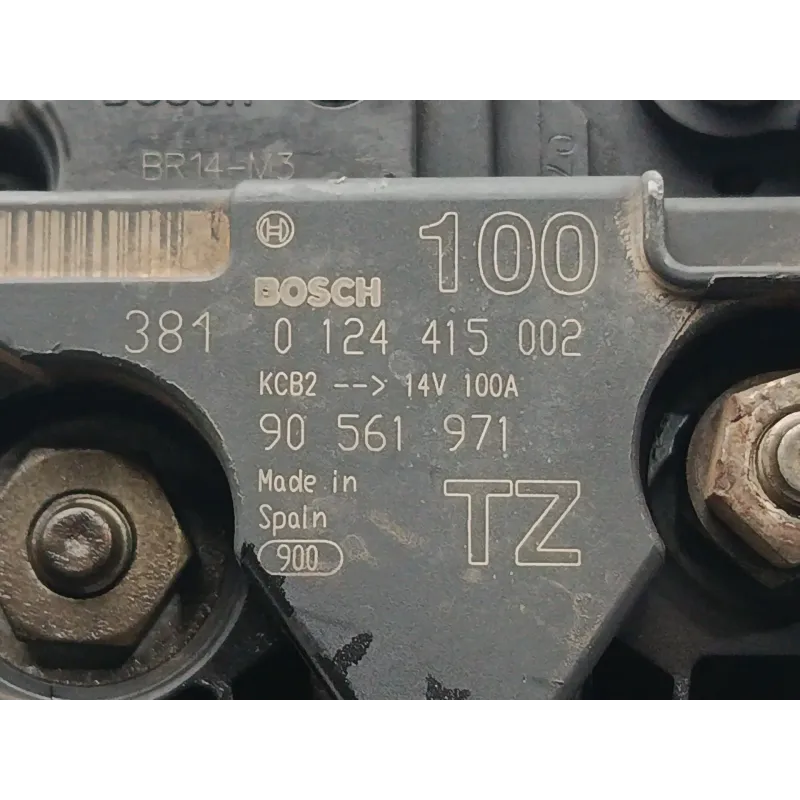 BOSCH
BR14-M3
100
BOSCH
381 0 124 415 002
KCB2 --> 14V 100A
90 561 971
Made in
Spain
TZ
900